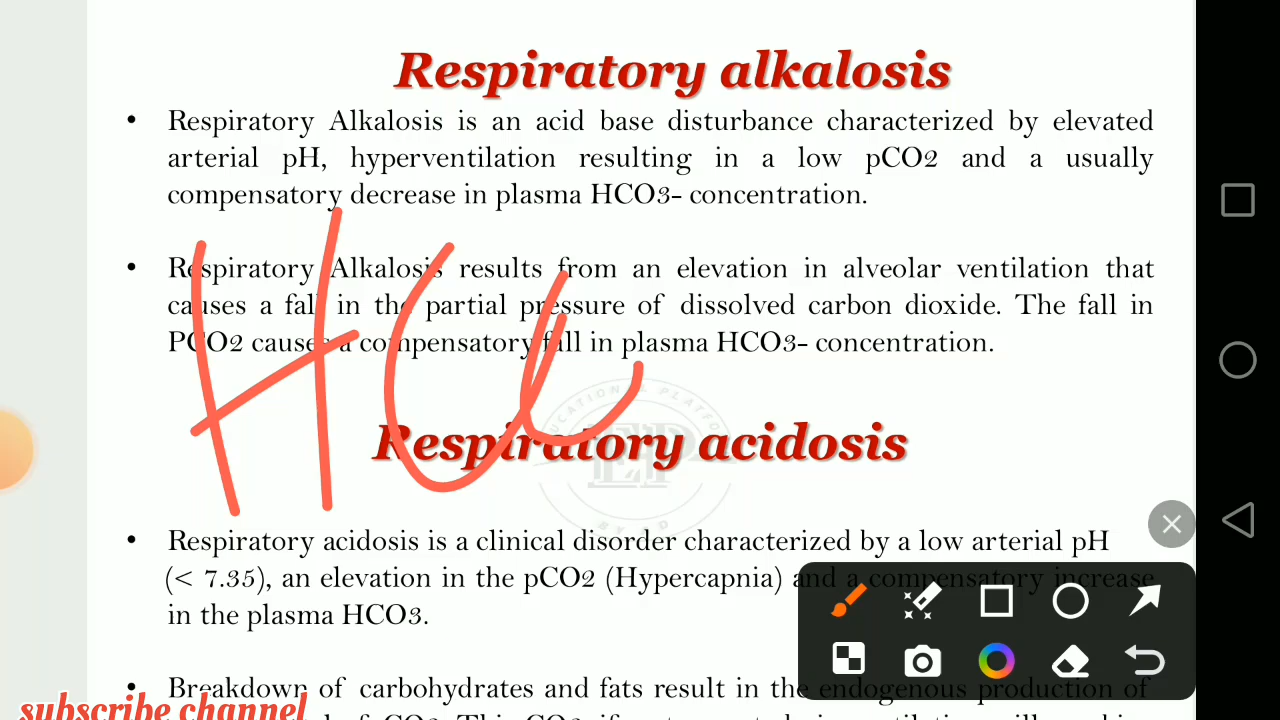 Respiratory alkalosis
• Respiratory Alkalosis is an acid base disturbance characterized by elevated
arterial pH, hyperventilation resulting in a low pCO2 and a usually
compensatory decrease in plasma HCO3- concentration.
• Respiratory Alkalosis results from an elevation in alveolar ventilation that
causes a fall in the partial pressure of dissolved carbon dioxide. The fall in
PCO2 causes a compensatory fall in plasma HCO3- concentration.
Respiratory acidosis
• Respiratory acidosis is a clinical disorder characterized by a low arterial pH
(< 7.35), an elevation in the pCO2 (Hypercapnia) and a compensatory increase
in the plasma HCO3.
• Breakdown of carbohydrates and fats result in the endogenous production of
subscribe channel